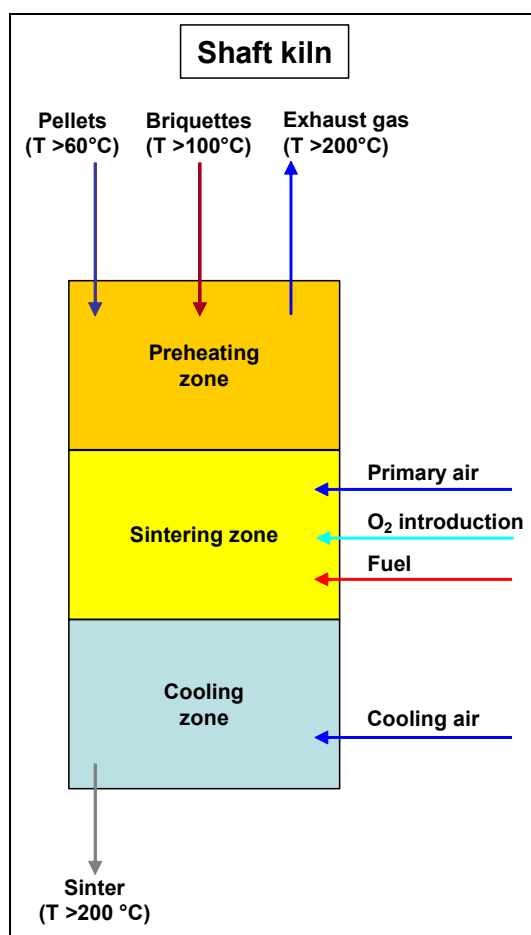 Shaft kiln
Pellets
(T >60°C)
Briquettes
(T >100°C)
Exhaust gas
(T >200°C)
Preheating
zone
Primary air
O₂ introduction
Sintering zone
Fuel
Cooling
zone
Cooling air
Sinter
(T >200 °C)